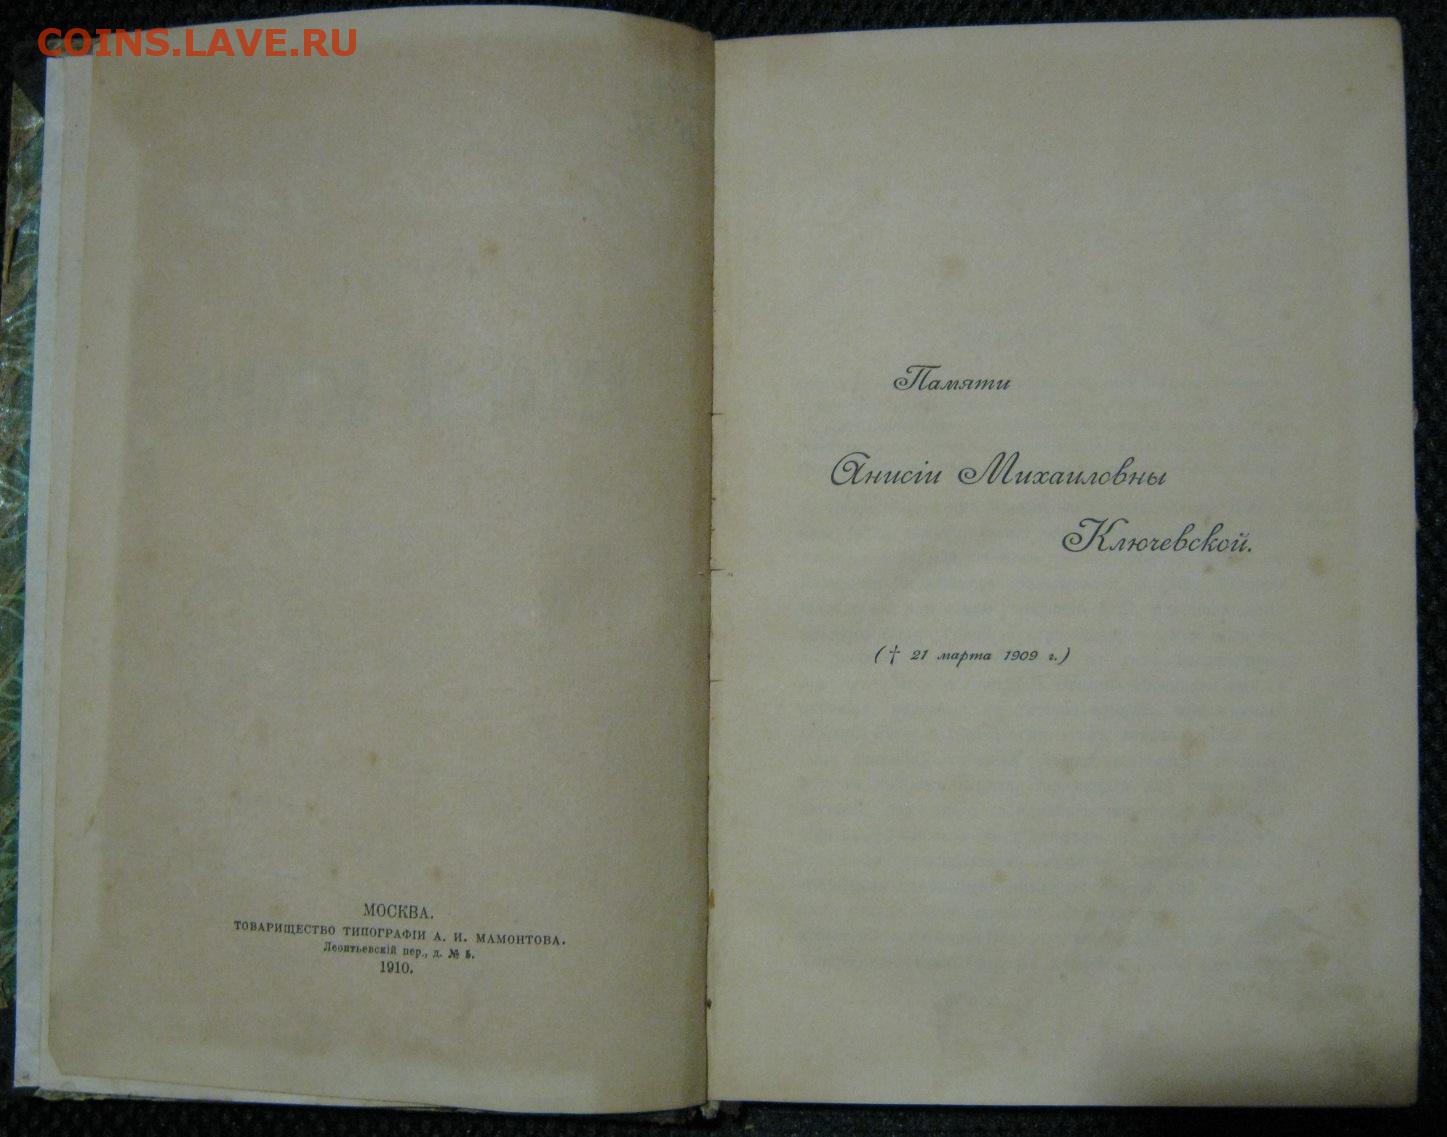 COINS.LAVE.RU
МОСКВА.
ТОВАРИЩЕСТВО ТИПОГРАФІИ А. И. МАМОНТОВА.
Леонтьевскій пер., д. № 5.
1910.
Памяти
Анисіи Михаиловны
Ключевской.
(† 21 марта 1909 г.)